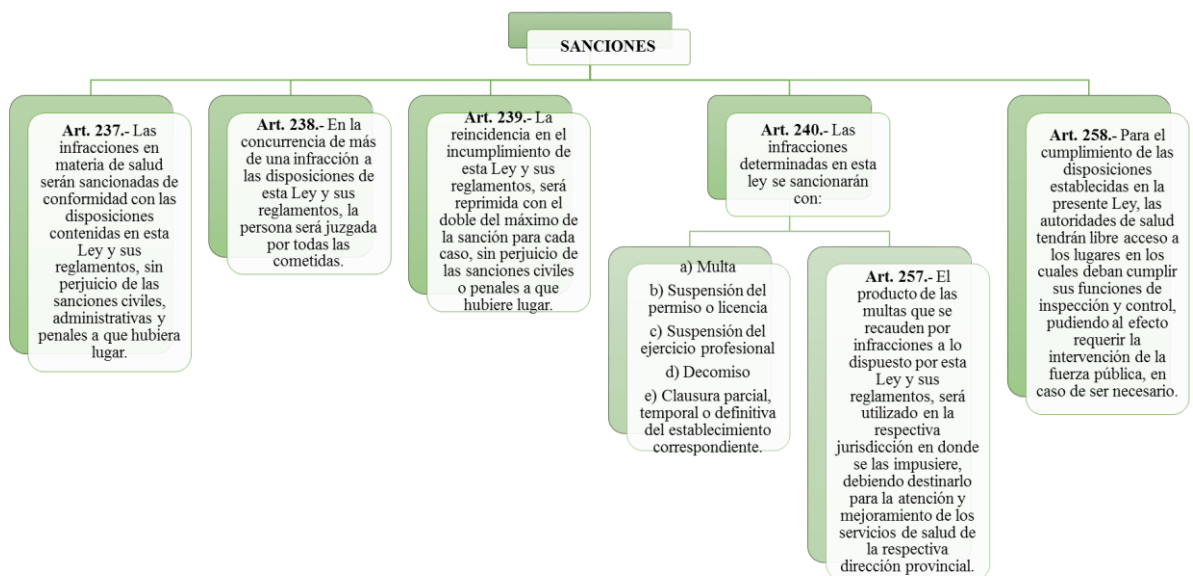 SANCIONES
Art. 237.- Las
infracciones en
materia de salud
serán sancionadas de
conformidad con las
disposiciones
contenidas en esta
Ley y sus
reglamentos, sin
perjuicio de las
sanciones civiles,
administrativas y
penales a que hubiera
lugar.
Art. 238.- En la
concurrencia de más
de una infracción a
las disposiciones de
esta Ley y sus
reglamentos, la
persona será juzgada
por todas las
cometidas.
Art. 239.- La
reincidencia en el
incumplimiento de
esta Ley y sus
reglamentos, será
reprimida con el
doble del máximo de
la sanción para cada
caso, sin perjuicio de
las sanciones civiles
o penales a que
hubiere lugar.
Art. 240.- Las
infracciones
determinadas en esta
ley se sancionarán
con:
a) Multa
b) Suspensión del
permiso o licencia
c) Suspensión del
ejercicio profesional
d) Decomiso
e) Clausura parcial,
temporal o definitiva
del establecimiento
correspondiente.
Art. 257.- El
producto de las
multas que se
recauden por
infracciones a lo
dispuesto por esta
Ley y sus
reglamentos, será
utilizado en la
respectiva
jurisdicción en donde
se las impusiere,
debiendo destinarlo
para la atención y
mejoramiento de los
servicios de salud de
la respectiva
dirección provincial.
Art. 258.- Para el
cumplimiento de las
disposiciones
establecidas en la
presente Ley, las
autoridades de salud
tendrán libre acceso a
los lugares en los
cuales deban cumplir
sus funciones de
inspección y control,
pudiendo al efecto
requerir la
intervención de la
fuerza pública, en
caso de ser necesario.